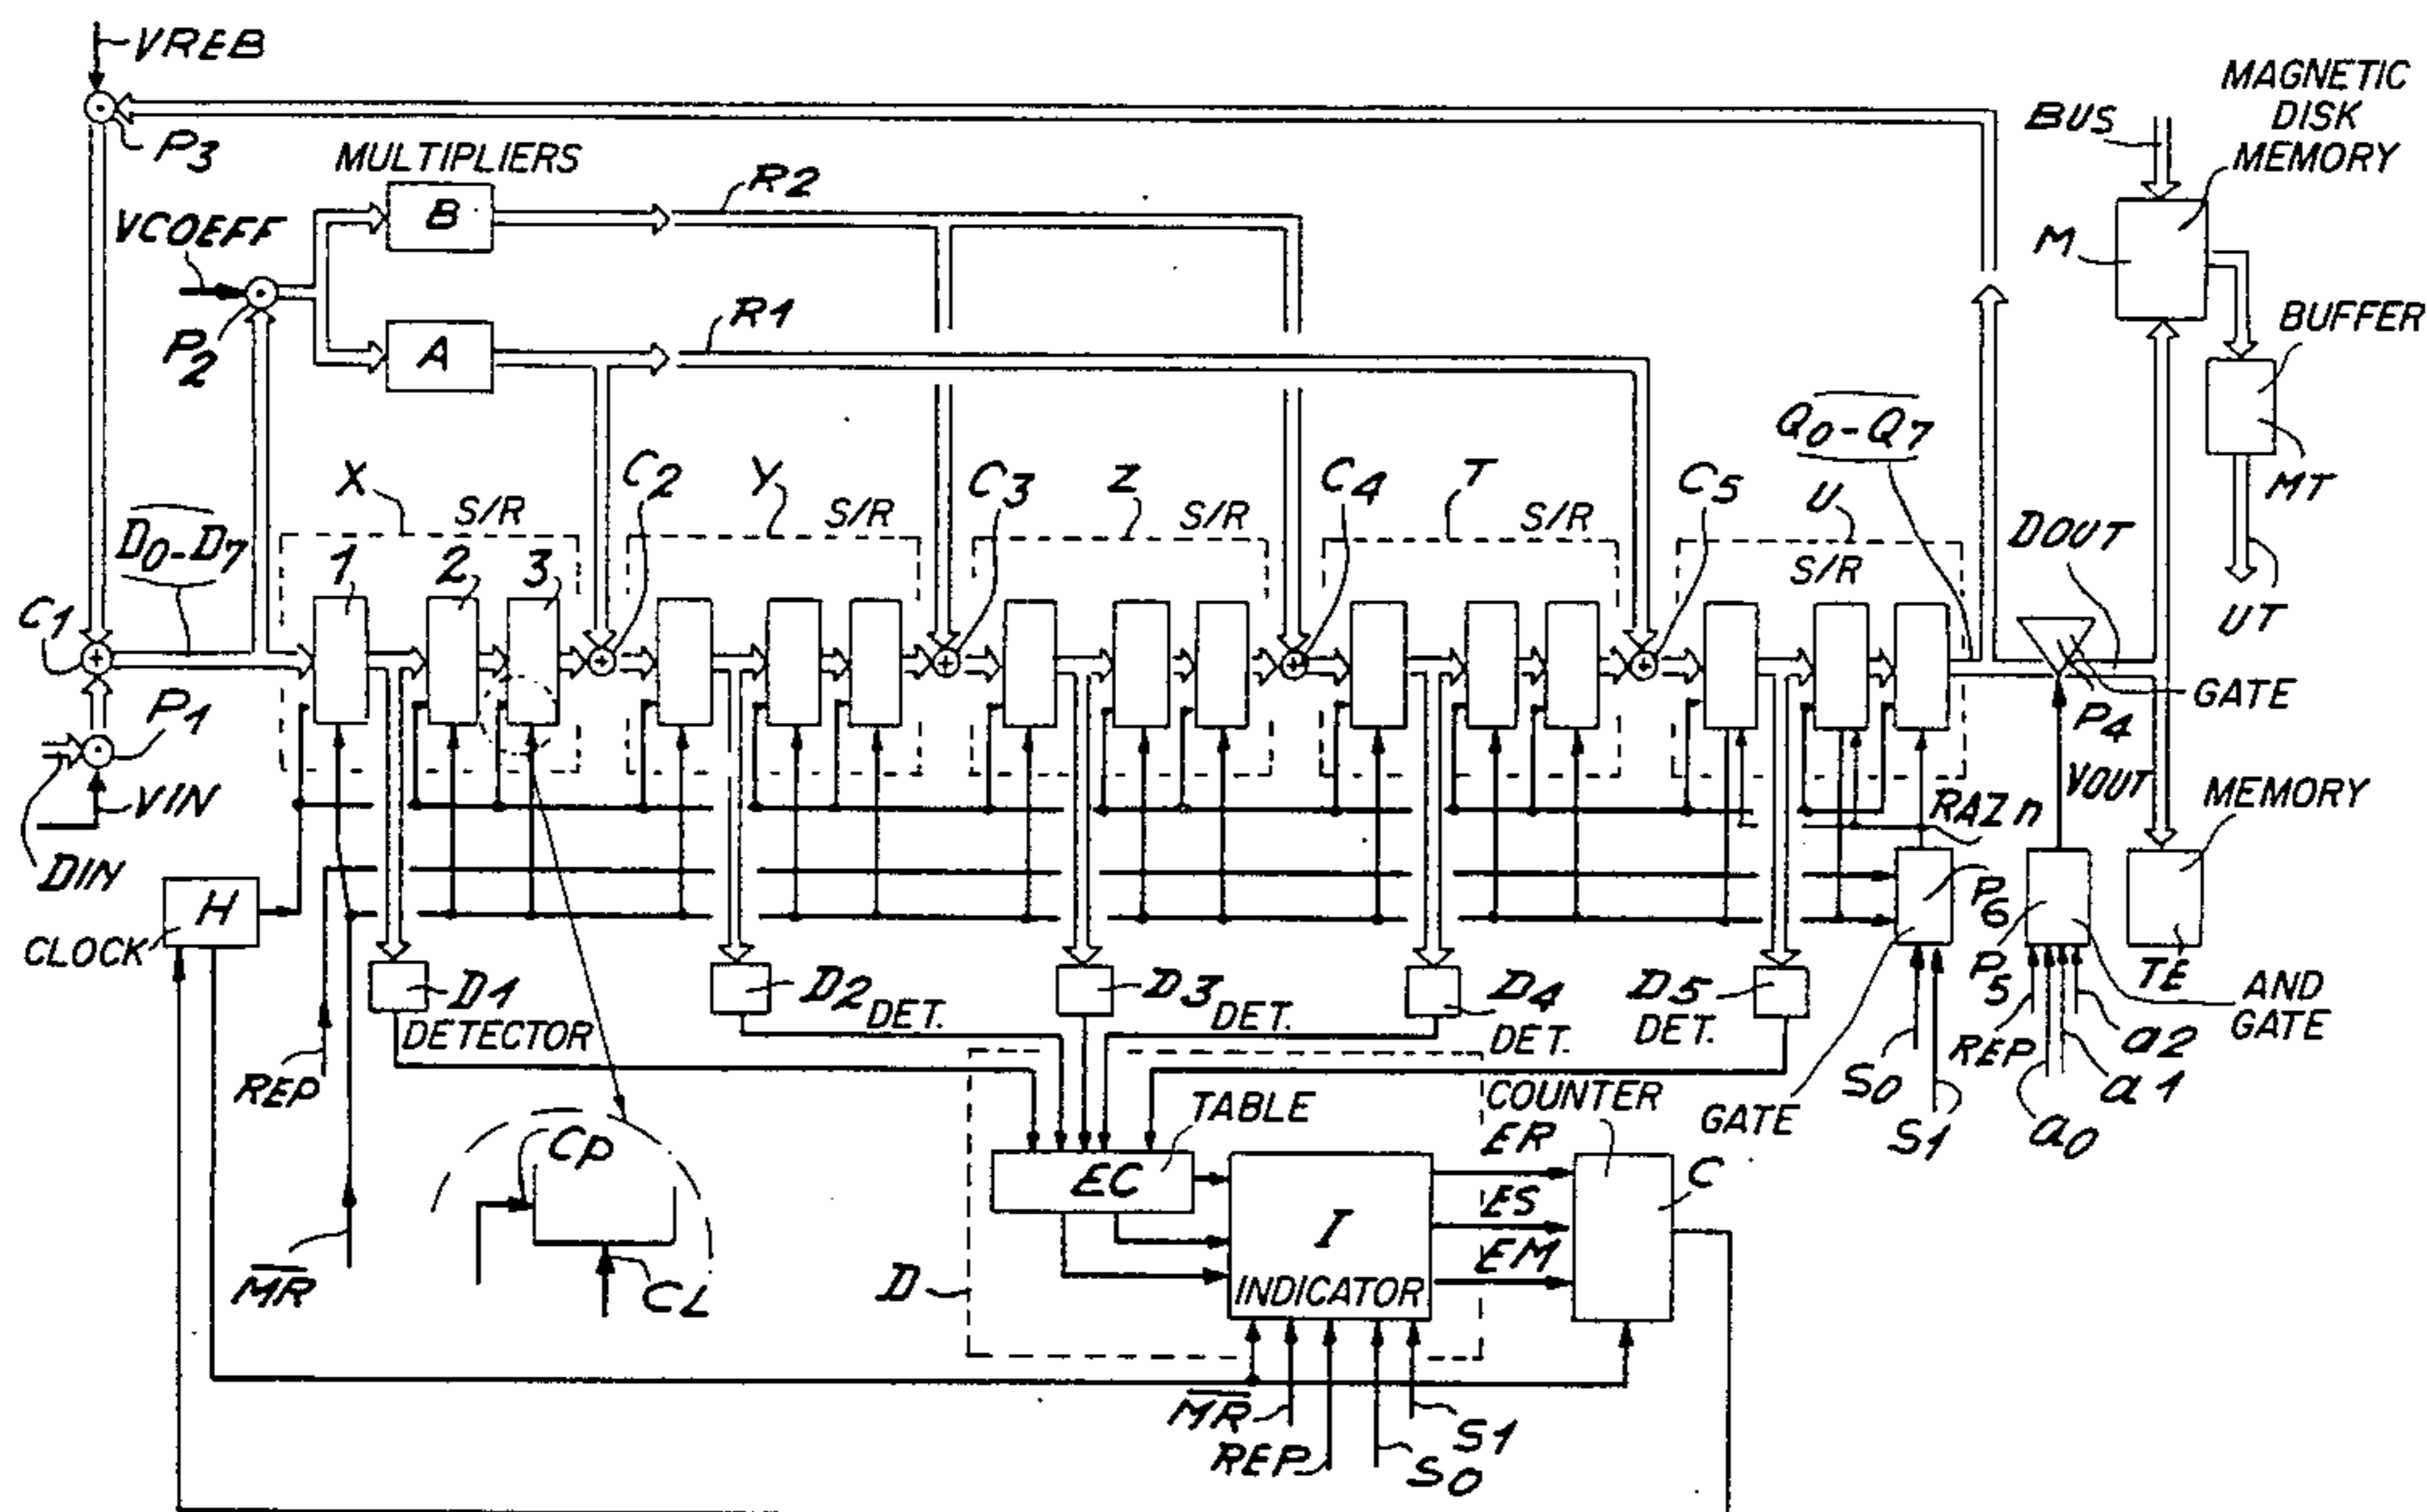 VREB
P3
MULTIPLIERS
B
R2
VCOEFF
P2
A
R1
BUS
MAGNETIC
DISK
MEMORY
M
BUFFER
MT
UT
D0-D7
X
S/R
1
2
3
C2
Y
S/R
C3
Z
S/R
C4
T
S/R
C5
Q0-Q7
U
S/R
DOUT
C1
P1
VIN
DIN
GATE
P4
VOUT
RAZn
MEMORY
TE
H
CLOCK
D1
DETECTOR
D2
DET.
D3
DET.
D4
DET.
D5
DET.
P6
P5
AND
GATE
REP
a0
a1
a2
S0
S1
GATE
REP
MR
Cp
CL
TABLE
EC
D
I
INDICATOR
COUNTER
ER
ES
EM
C
MR
REP
S0
S1